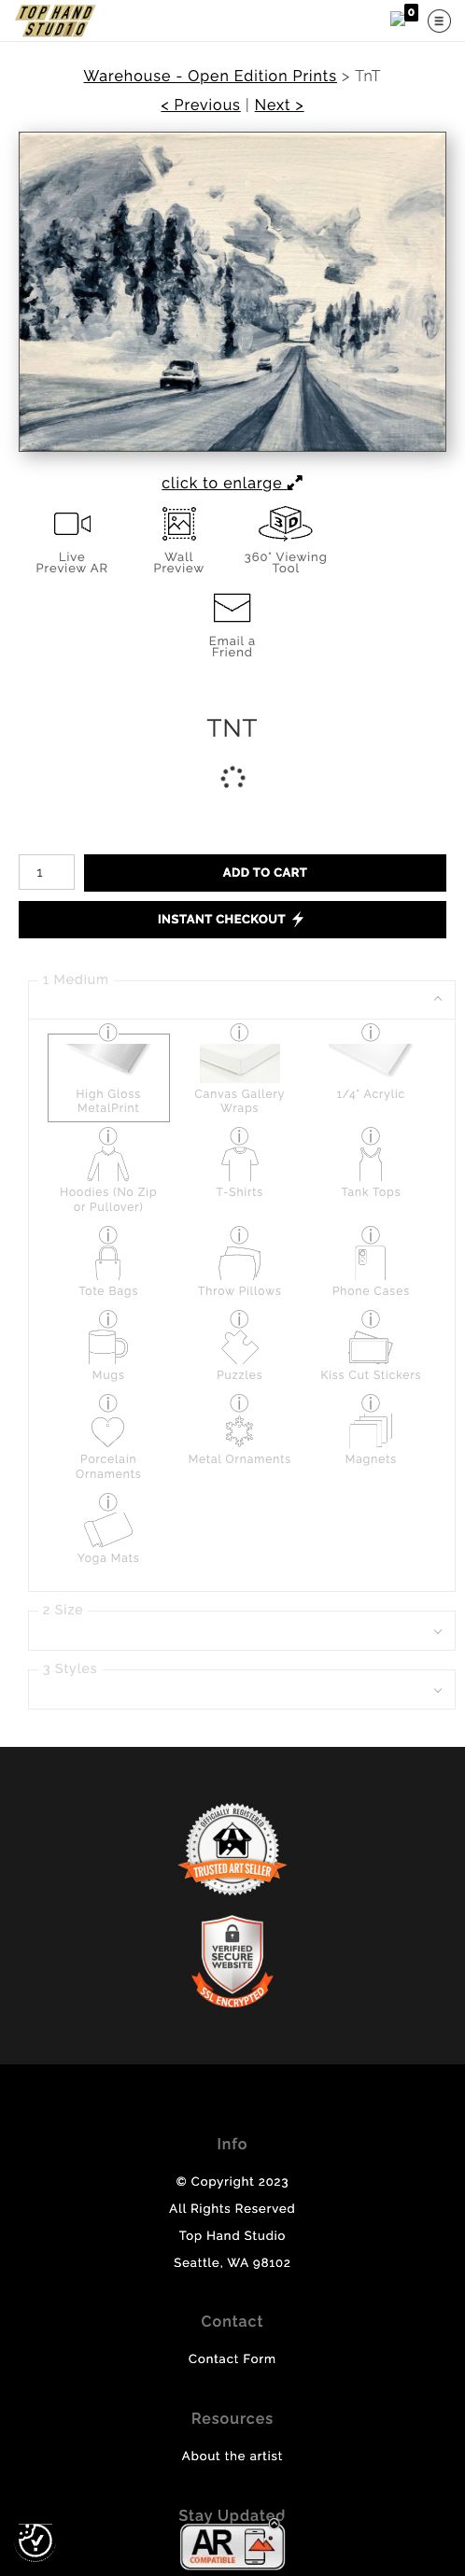 TOP HAND
STUDIO
0
Warehouse - Open Edition Prints > TnT
< Previous | Next >
click to enlarge
Live
Preview AR
Wall
Preview
3D
360° Viewing
Tool
Email a
Friend
TNT
1
ADD TO CART
INSTANT CHECKOUT
1 Medium
High Gloss
MetalPrint
Canvas Gallery
Wraps
1/4" Acrylic
Hoodies (No Zip
or Pullover)
T-Shirts
Tank Tops
Tote Bags
Throw Pillows
Phone Cases
Mugs
Puzzles
Kiss Cut Stickers
Porcelain
Ornaments
Metal Ornaments
Magnets
Yoga Mats
2 Size
3 Styles
OFFICIALLY REGISTERED
TRUSTED ART SELLER
VERIFIED
SECURE
WEBSITE
SSL ENCRYPTED
Info
© Copyright 2023
All Rights Reserved
Top Hand Studio
Seattle, WA 98102
Contact
Contact Form
Resources
About the artist
Stay Updated
AR
COMPATIBLE